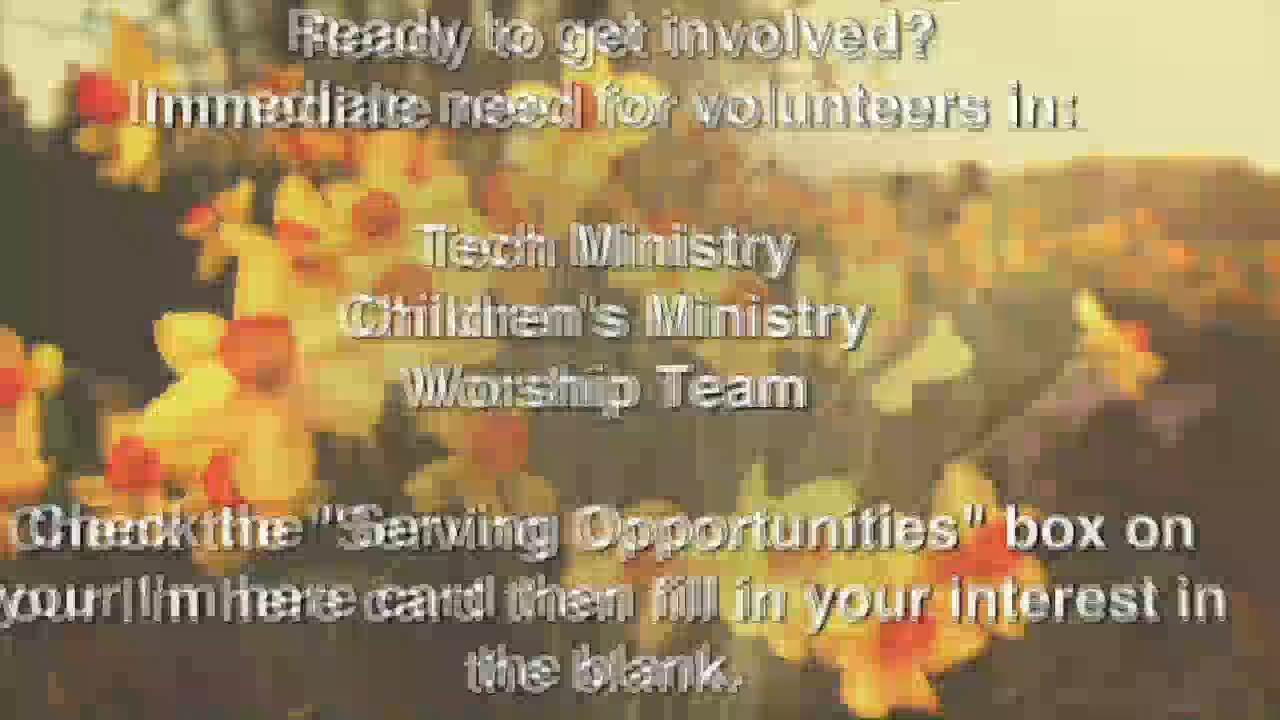 Ready to get involved?
Immediate need for volunteers in:
Tech Ministry
Children's Ministry
Worship Team
Check the "Serving Opportunities" box on
your I'm here card then fill in your interest in
the blank.